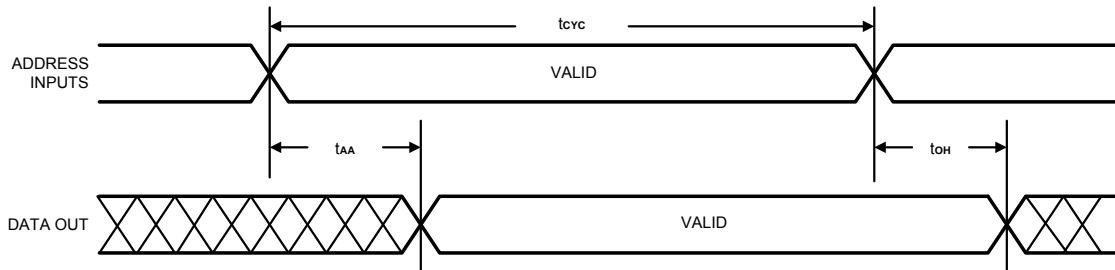 tCYC
ADDRESS
INPUTS
VALID
tAA
tOH
DATA OUT
VALID